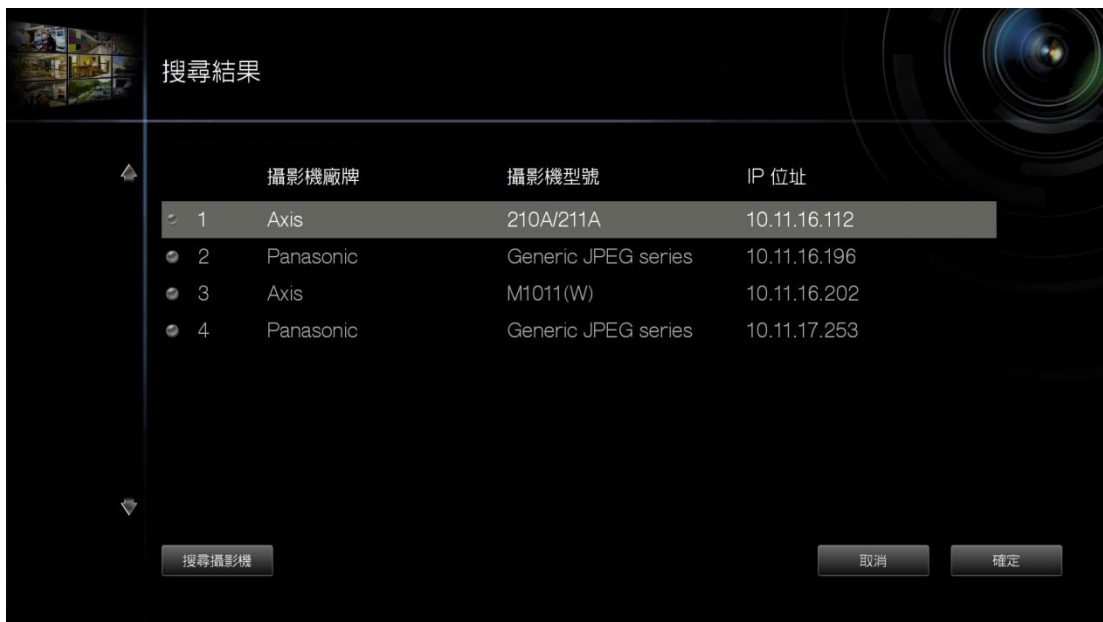 搜尋結果
攝影機廠牌 攝影機型號 IP 位址
1 Axis 210A/211A 10.11.16.112
2 Panasonic Generic JPEG series 10.11.16.196
3 Axis M1011(W) 10.11.16.202
4 Panasonic Generic JPEG series 10.11.17.253
搜尋攝影機 取消 確定